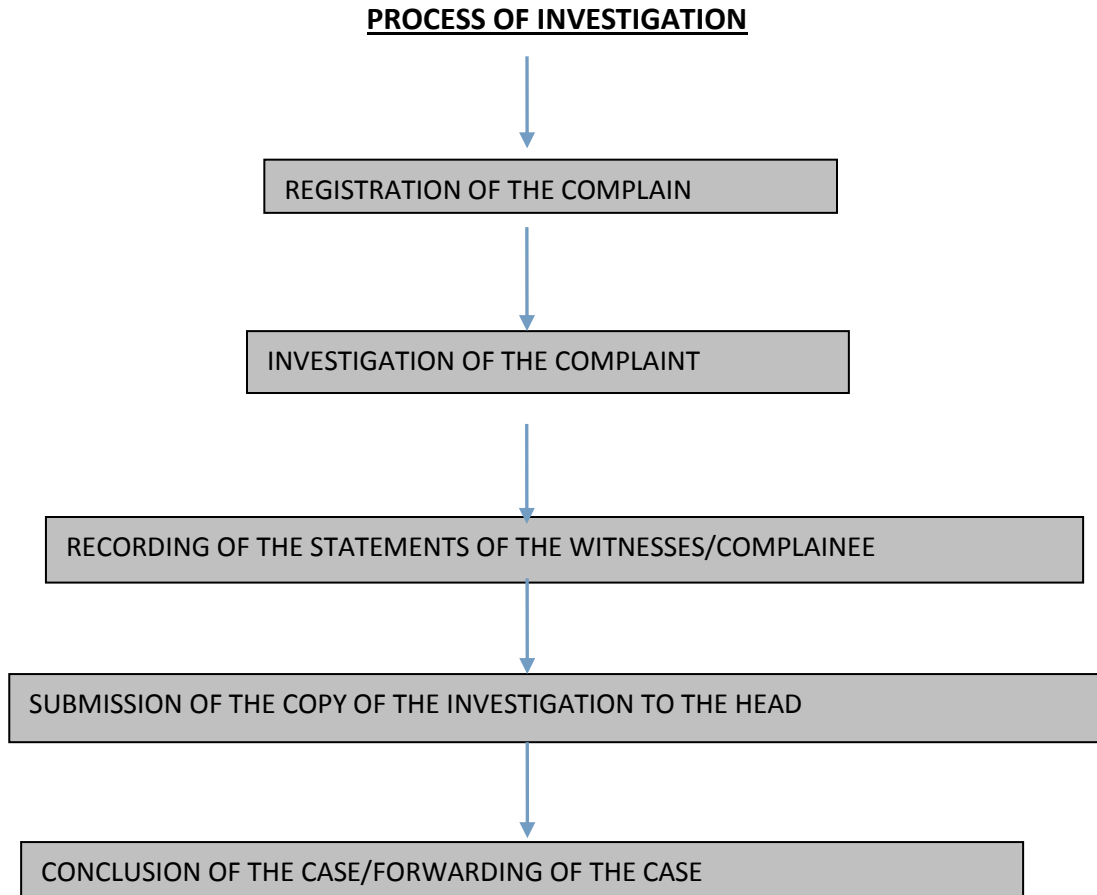 PROCESS OF INVESTIGATION
REGISTRATION OF THE COMPLAIN
INVESTIGATION OF THE COMPLAINT
RECORDING OF THE STATEMENTS OF THE WITNESSES/COMPLAINEE
SUBMISSION OF THE COPY OF THE INVESTIGATION TO THE HEAD
CONCLUSION OF THE CASE/FORWARDING OF THE CASE